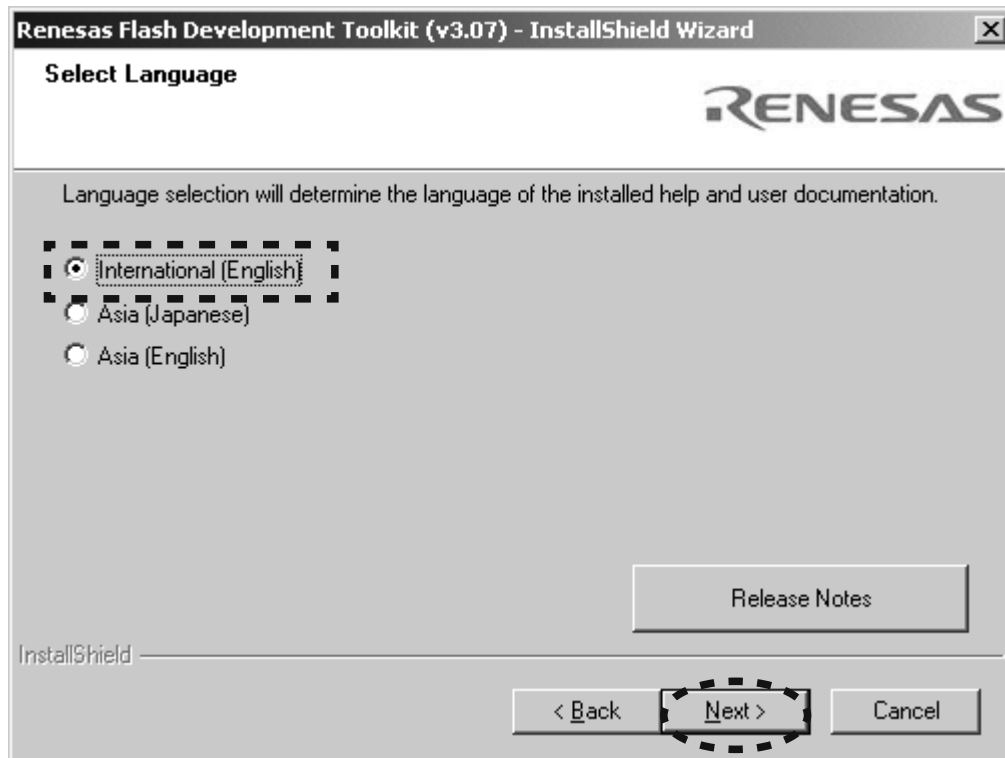 Renesas Flash Development Toolkit (v3.07) - InstallShield Wizard
Select Language
RENESAS
Language selection will determine the language of the installed help and user documentation.
International (English)
Asia (Japanese)
Asia (English)
Release Notes
InstallShield
< Back Next > Cancel